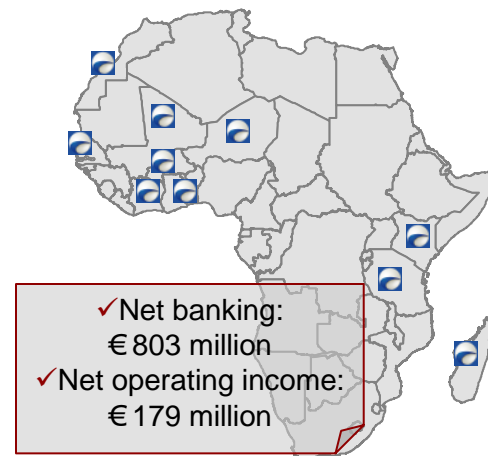 ✓Net banking:
€803 million
✓Net operating income:
€179 million